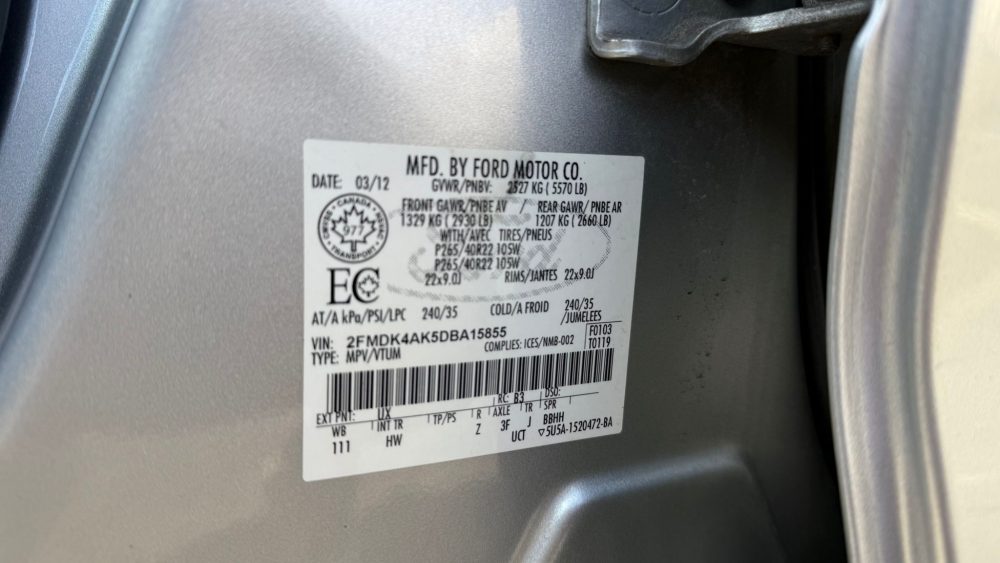 MFD. BY FORD MOTOR CO.
DATE: 03/12 GVWR/PNBV: 2527 KG ( 5570 LB)
FRONT GAWR/PNBE AV / REAR GAWR/ PNBE AR
1329 KG ( 2930 LB) 1207 KG ( 2660 LB)
WITH/AVEC TIRES/PNEUS
P265/40R22 105W
P265/40R22 105W
22x9.0J RIMS/JANTES 22x9.0J
CANADA
977
TRANSPORT
Ford
EC
AT/A kPa/PSI/LPC 240/35 COLD/A FROID 240/35
/JUMELEES
VIN: 2FMDK4AK5DBA15855 F0103
TYPE: MPV/VTUM COMPLIES: ICES/NMB-002 T0119
EXT PNT: UX RC: B3 DSO:
WB INT TR TP/PS R AXLE TR SPR
111 HW Z 3F J BBHH
UCT ▽5U5A-1520472-BA